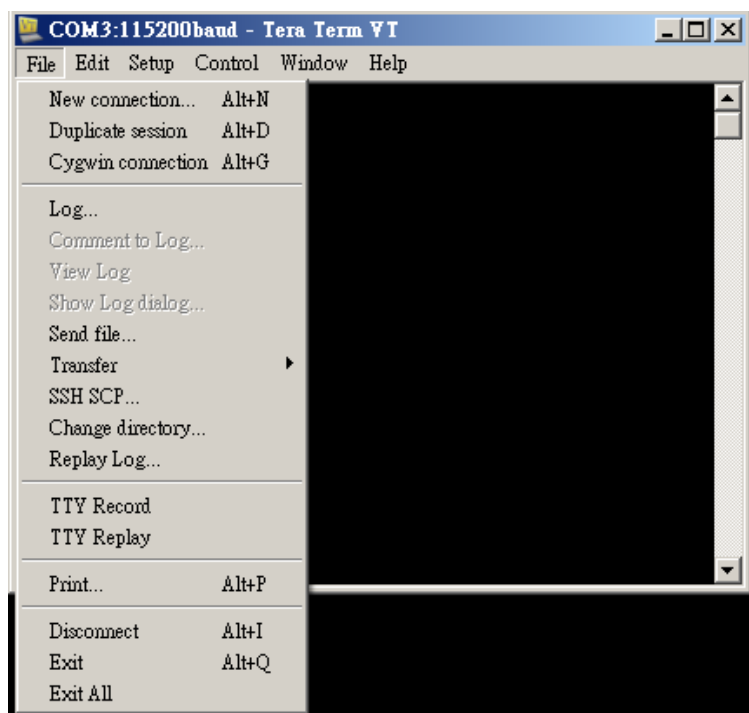 COM3:115200baud - Tera Term VT
File Edit Setup Control Window Help
New connection... Alt+N
Duplicate session Alt+D
Cygwin connection Alt+G
Log...
Comment to Log...
View Log
Show Log dialog...
Send file...
Transfer
SSH SCP...
Change directory...
Replay Log...
TTY Record
TTY Replay
Print... Alt+P
Disconnect Alt+I
Exit Alt+Q
Exit All